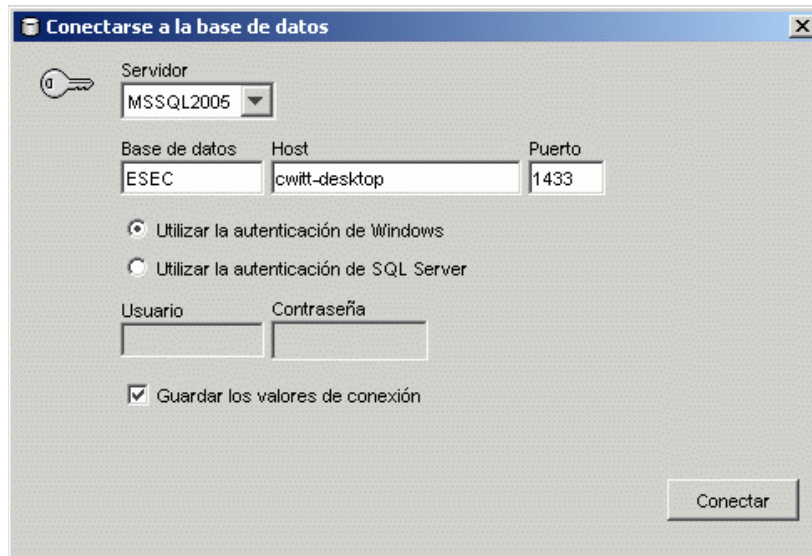 Conectarse a la base de datos
Servidor
MSSQL2005
Base de datos Host Puerto
ESEC cwitt-desktop 1433
Utilizar la autenticación de Windows
Utilizar la autenticación de SQL Server
Usuario Contraseña
Guardar los valores de conexión
Conectar